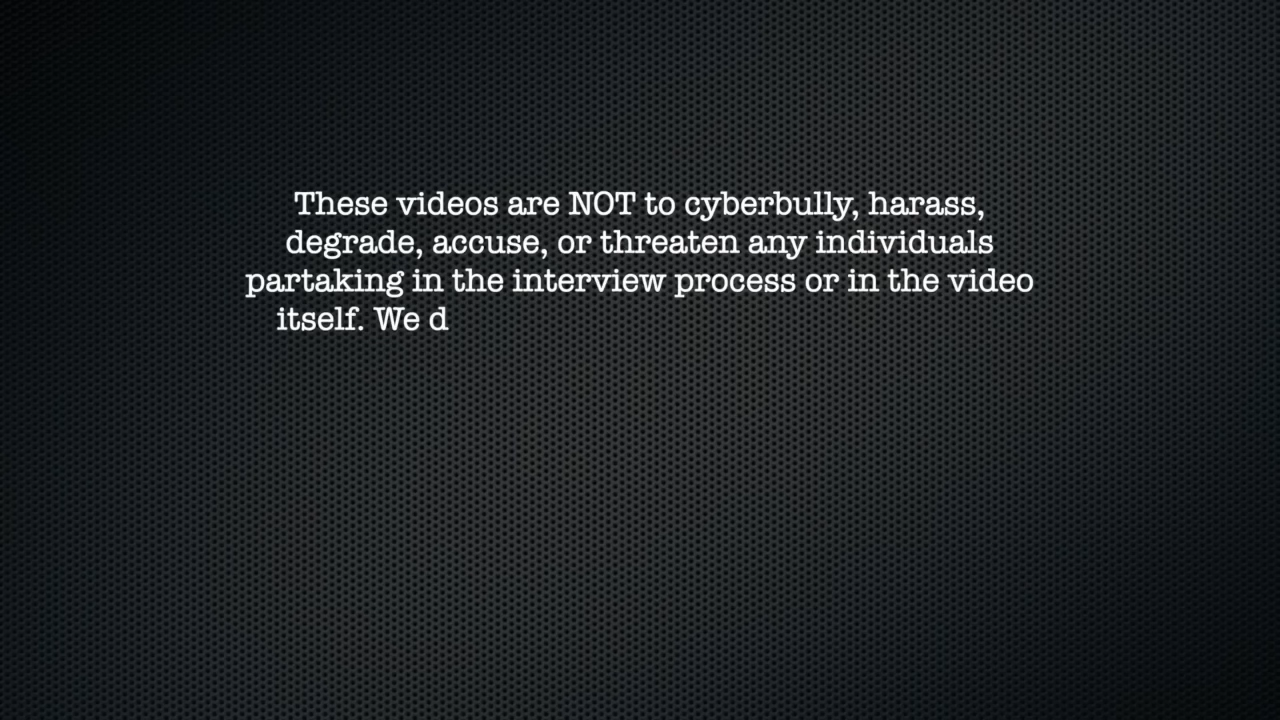 These videos are NOT to cyberbully, harass,
degrade, accuse, or threaten any individuals
partaking in the interview process or in the video
itself. We d